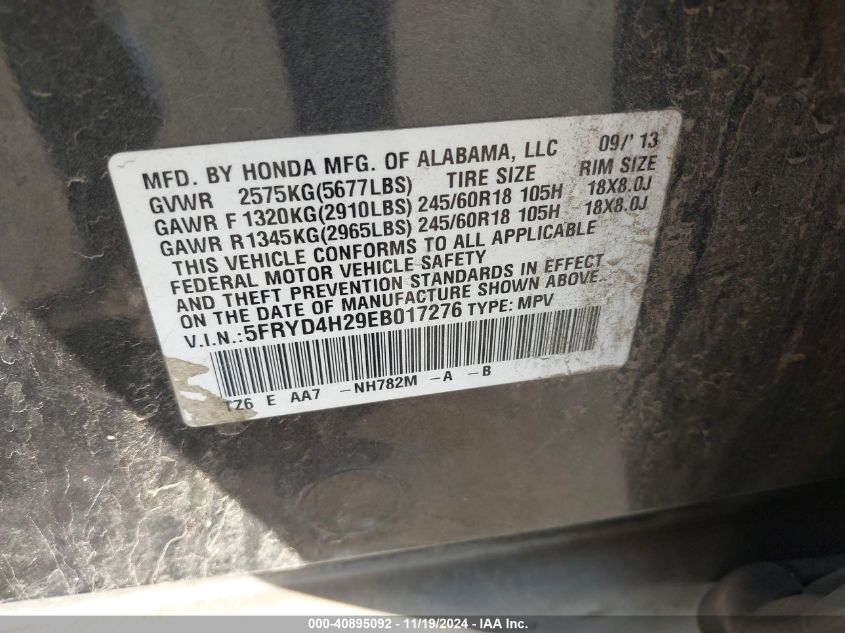 MFD. BY HONDA MFG. OF ALABAMA, LLC 09/' 13
GVWR 2575KG(5677LBS) TIRE SIZE RIM SIZE
GAWR F 1320KG(2910LBS) 245/60R18 105H 18X8.0J
GAWR R1345KG(2965LBS) 245/60R18 105H 18X8.0J
THIS VEHICLE CONFORMS TO ALL APPLICABLE
FEDERAL MOTOR VEHICLE SAFETY
AND THEFT PREVENTION STANDARDS IN EFFECT
ON THE DATE OF MANUFACTURE SHOWN ABOVE.
V.I.N.:5FRYD4H29EB017276 TYPE: MPV
TZ6 E AA7 -NH782M -A -B
000-40895092 - 11/19/2024 - IAA Inc.